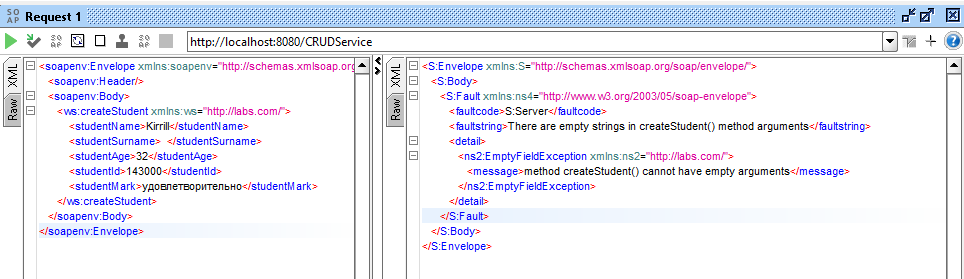 SO
AP
Request 1
SO
AP
http://localhost:8080/CRUDService
XML
Raw
<soapenv:Envelope xmlns:soapenv="http://schemas.xmlsoap.org
<soapenv:Header/>
<soapenv:Body>
<ws:createStudent xmlns:ws="http://labs.com/">
<studentName>Kirrill</studentName>
<studentSurname>  </studentSurname>
<studentAge>32</studentAge>
<studentId>143000</studentId>
<studentMark>удовлетворительно</studentMark>
</ws:createStudent>
</soapenv:Body>
</soapenv:Envelope>
XML
Raw
<S:Envelope xmlns:S="http://schemas.xmlsoap.org/soap/envelope/">
<S:Body>
<S:Fault xmlns:ns4="http://www.w3.org/2003/05/soap-envelope">
<faultcode>S:Server</faultcode>
<faultstring>There are empty strings in createStudent() method arguments</faultstring>
<detail>
<ns2:EmptyFieldException xmlns:ns2="http://labs.com/">
<message>method createStudent() cannot have empty arguments</message>
</ns2:EmptyFieldException>
</detail>
</S:Fault>
</S:Body>
</S:Envelope>